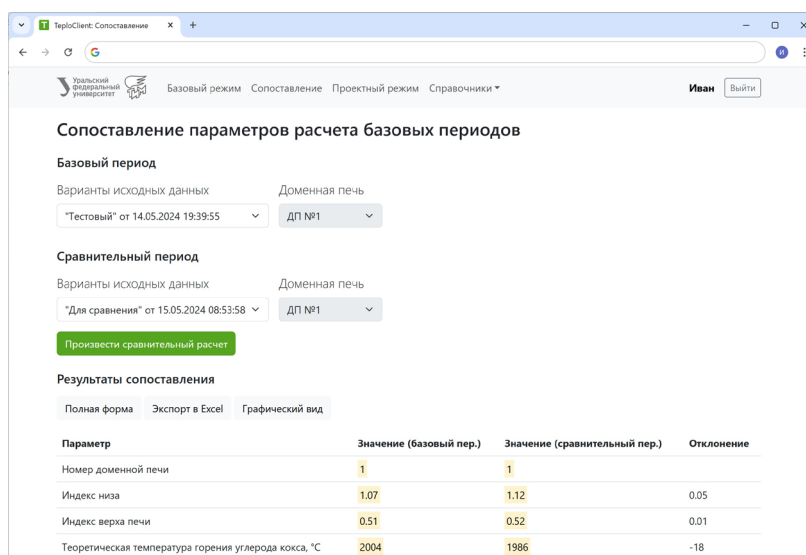 TeploClient: Сопоставление
Уральский
федеральный
университет
Базовый режим Сопоставление Проектный режим Справочники Иван Выйти
Сопоставление параметров расчета базовых периодов
Базовый период
Варианты исходных данных Доменная печь
"Тестовый" от 14.05.2024 19:39:55 ДП №1
Сравнительный период
Варианты исходных данных Доменная печь
"Для сравнения" от 15.05.2024 08:53:58 ДП №1
Произвести сравнительный расчет
Результаты сопоставления
Полная форма Экспорт в Excel Графический вид
Параметр Значение (базовый пер.) Значение (сравнительный пер.) Отклонение
Номер доменной печи 1 1
Индекс низа 1.07 1.12 0.05
Индекс верха печи 0.51 0.52 0.01
Теоретическая температура горения углерода кокса, °C 2004 1986 -18